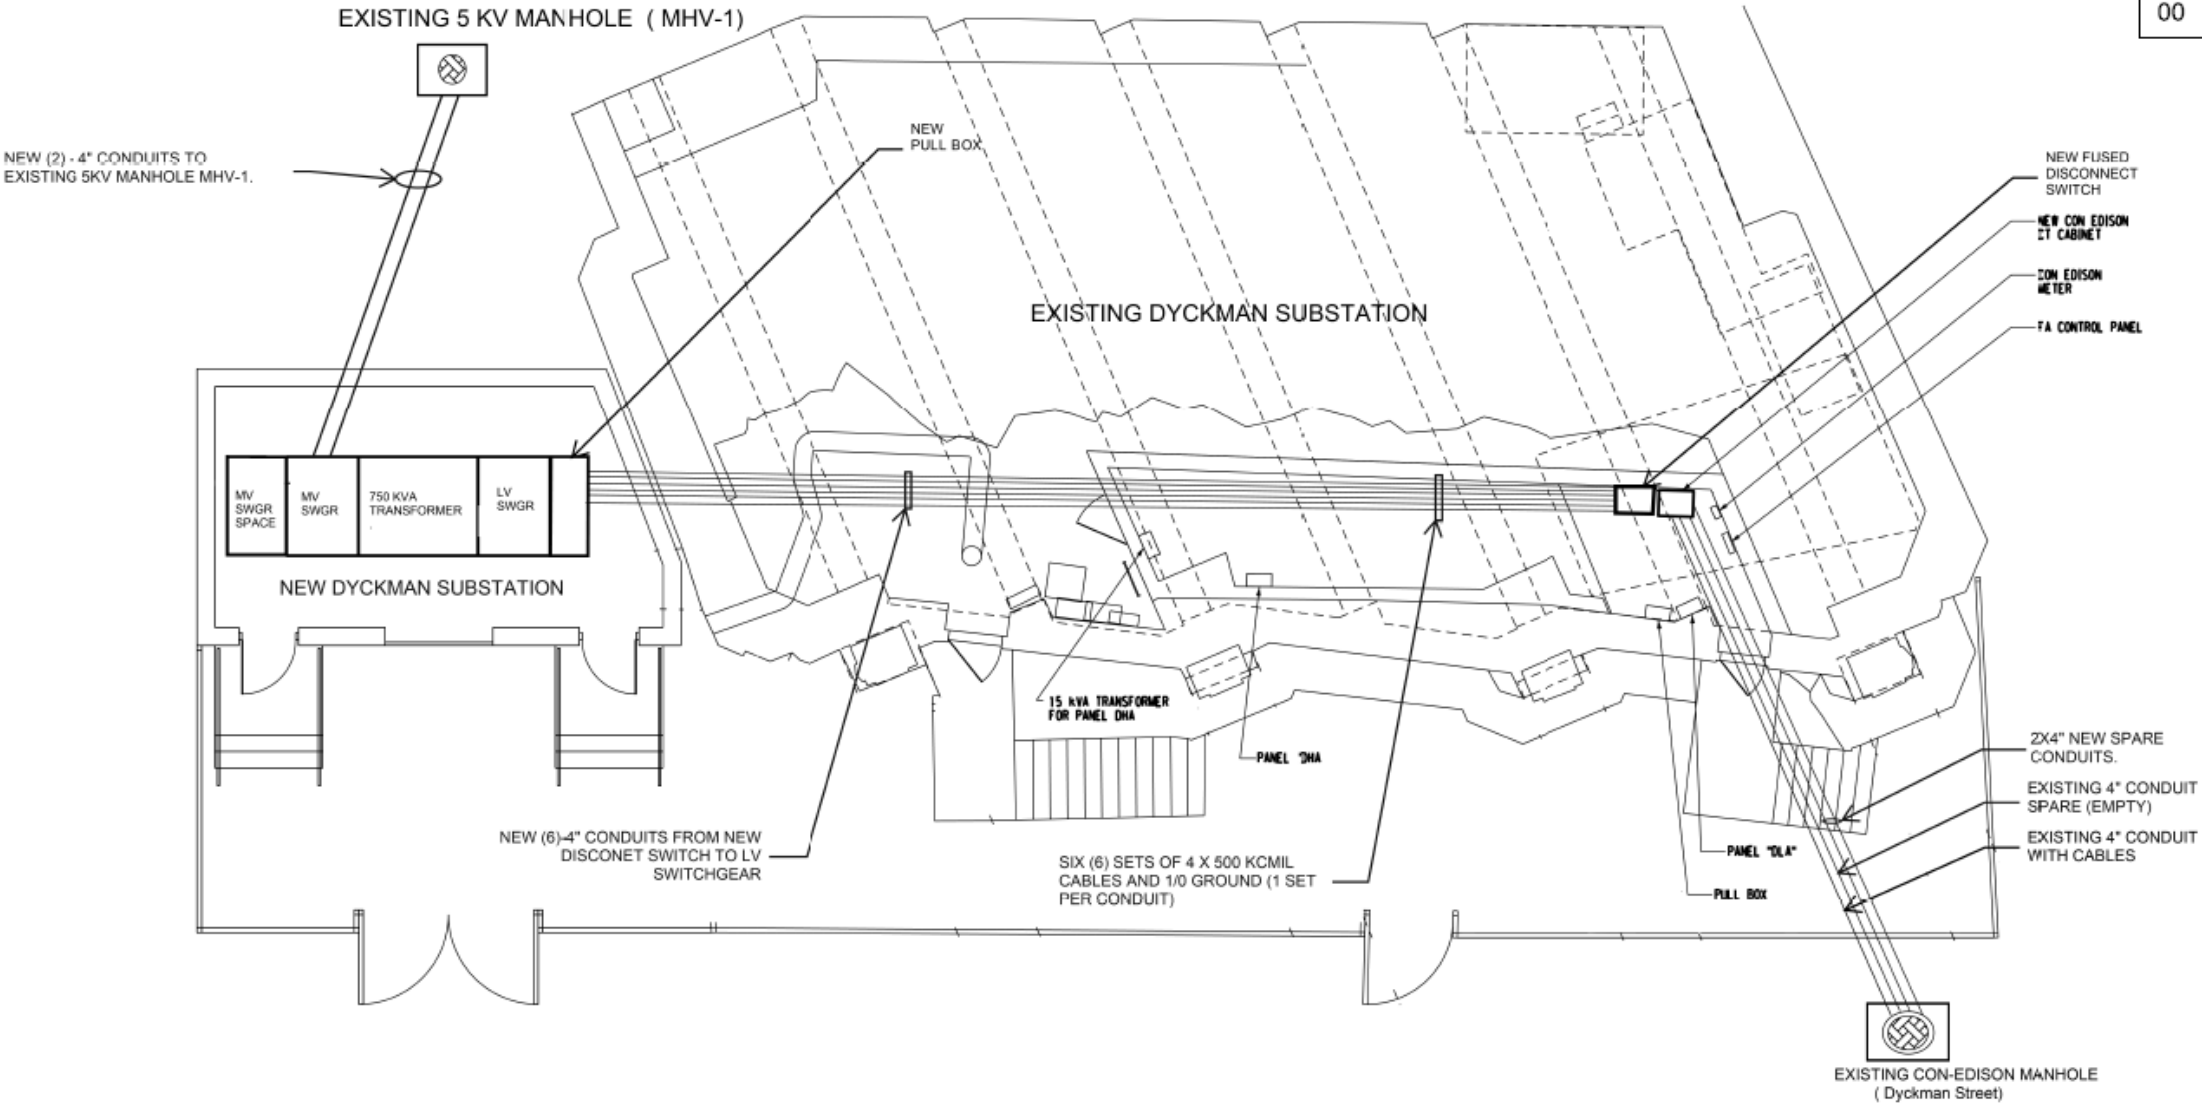 EXISTING 5 KV MANHOLE ( MHV-1)
00
NEW (2) - 4" CONDUITS TO
EXISTING 5KV MANHOLE MHV-1.
NEW
PULL BOX
NEW FUSED
DISCONNECT
SWITCH
NEW CON EDISON
CT CABINET
CON EDISON
METER
FA CONTROL PANEL
EXISTING DYCKMAN SUBSTATION
MV
SWGR
SPACE
MV
SWGR
750 KVA
TRANSFORMER
LV
SWGR
NEW DYCKMAN SUBSTATION
15 kVA TRANSFORMER
FOR PANEL DHA
PANEL "DHA
2X4" NEW SPARE
CONDUITS.
EXISTING 4" CONDUIT
SPARE (EMPTY)
EXISTING 4" CONDUIT
WITH CABLES
NEW (6)-4" CONDUITS FROM NEW
DISCONET SWITCH TO LV
SWITCHGEAR
SIX (6) SETS OF 4 X 500 KCMIL
CABLES AND 1/0 GROUND (1 SET
PER CONDUIT)
PANEL "DLA"
PULL BOX
EXISTING CON-EDISON MANHOLE
( Dyckman Street)